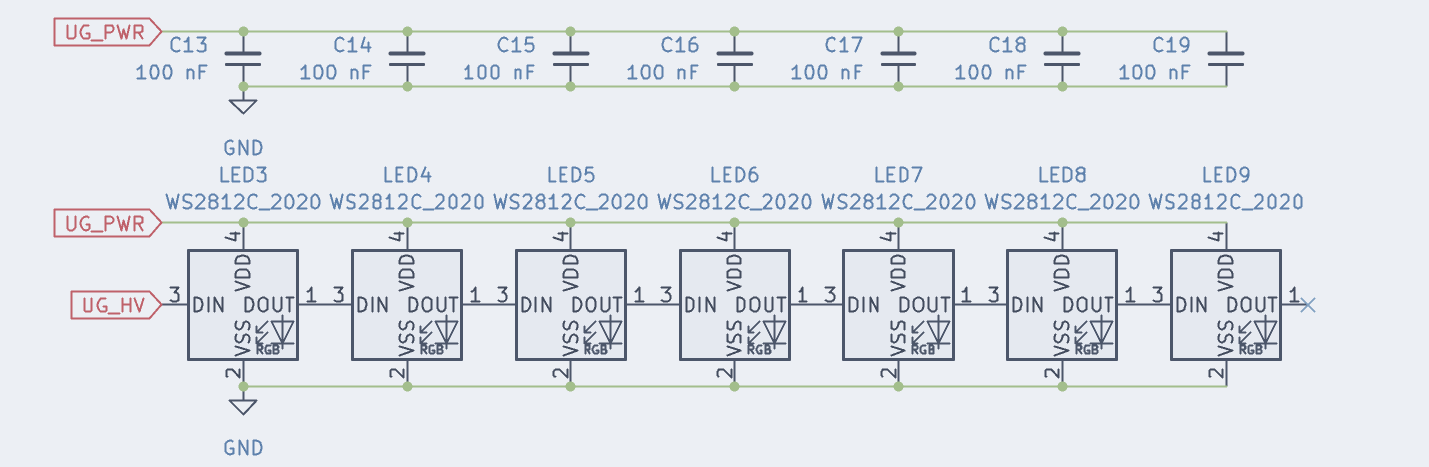 UG_PWR
C13 C14 C15 C16 C17 C18 C19
100 nF 100 nF 100 nF 100 nF 100 nF 100 nF 100 nF
GND
LED3 LED4 LED5 LED6 LED7 LED8 LED9
WS2812C_2020 WS2812C_2020 WS2812C_2020 WS2812C_2020 WS2812C_2020 WS2812C_2020 WS2812C_2020
UG_PWR
4 4 4 4 4 4 4
VDD VDD VDD VDD VDD VDD VDD
UG_HV 3 DIN DOUT 1 3 DIN DOUT 1 3 DIN DOUT 1 3 DIN DOUT 1 3 DIN DOUT 1 3 DIN DOUT 1 3 DIN DOUT 1
VSS RGB VSS RGB VSS RGB VSS RGB VSS RGB VSS RGB VSS RGB
2 2 2 2 2 2 2
GND